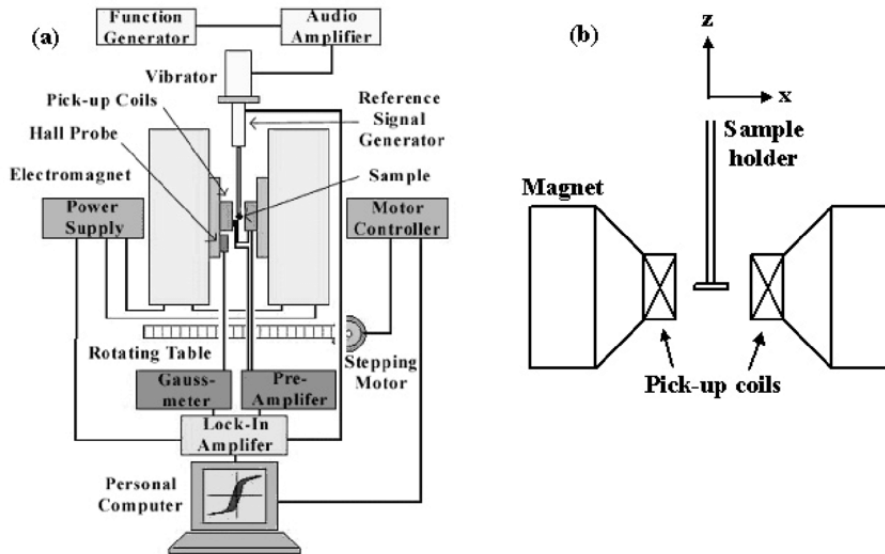 (a)
Function
Generator
Audio
Amplifier
Vibrator
Pick-up Coils
Hall Probe
Electromagnet
Reference
Signal
Generator
Sample
Power
Supply
Motor
Controller
Rotating Table
Stepping
Motor
Gauss-
meter
Pre-
Amplifer
Lock-In
Amplifer
Personal
Computer
(b)
z
x
Sample
holder
Magnet
Pick-up coils